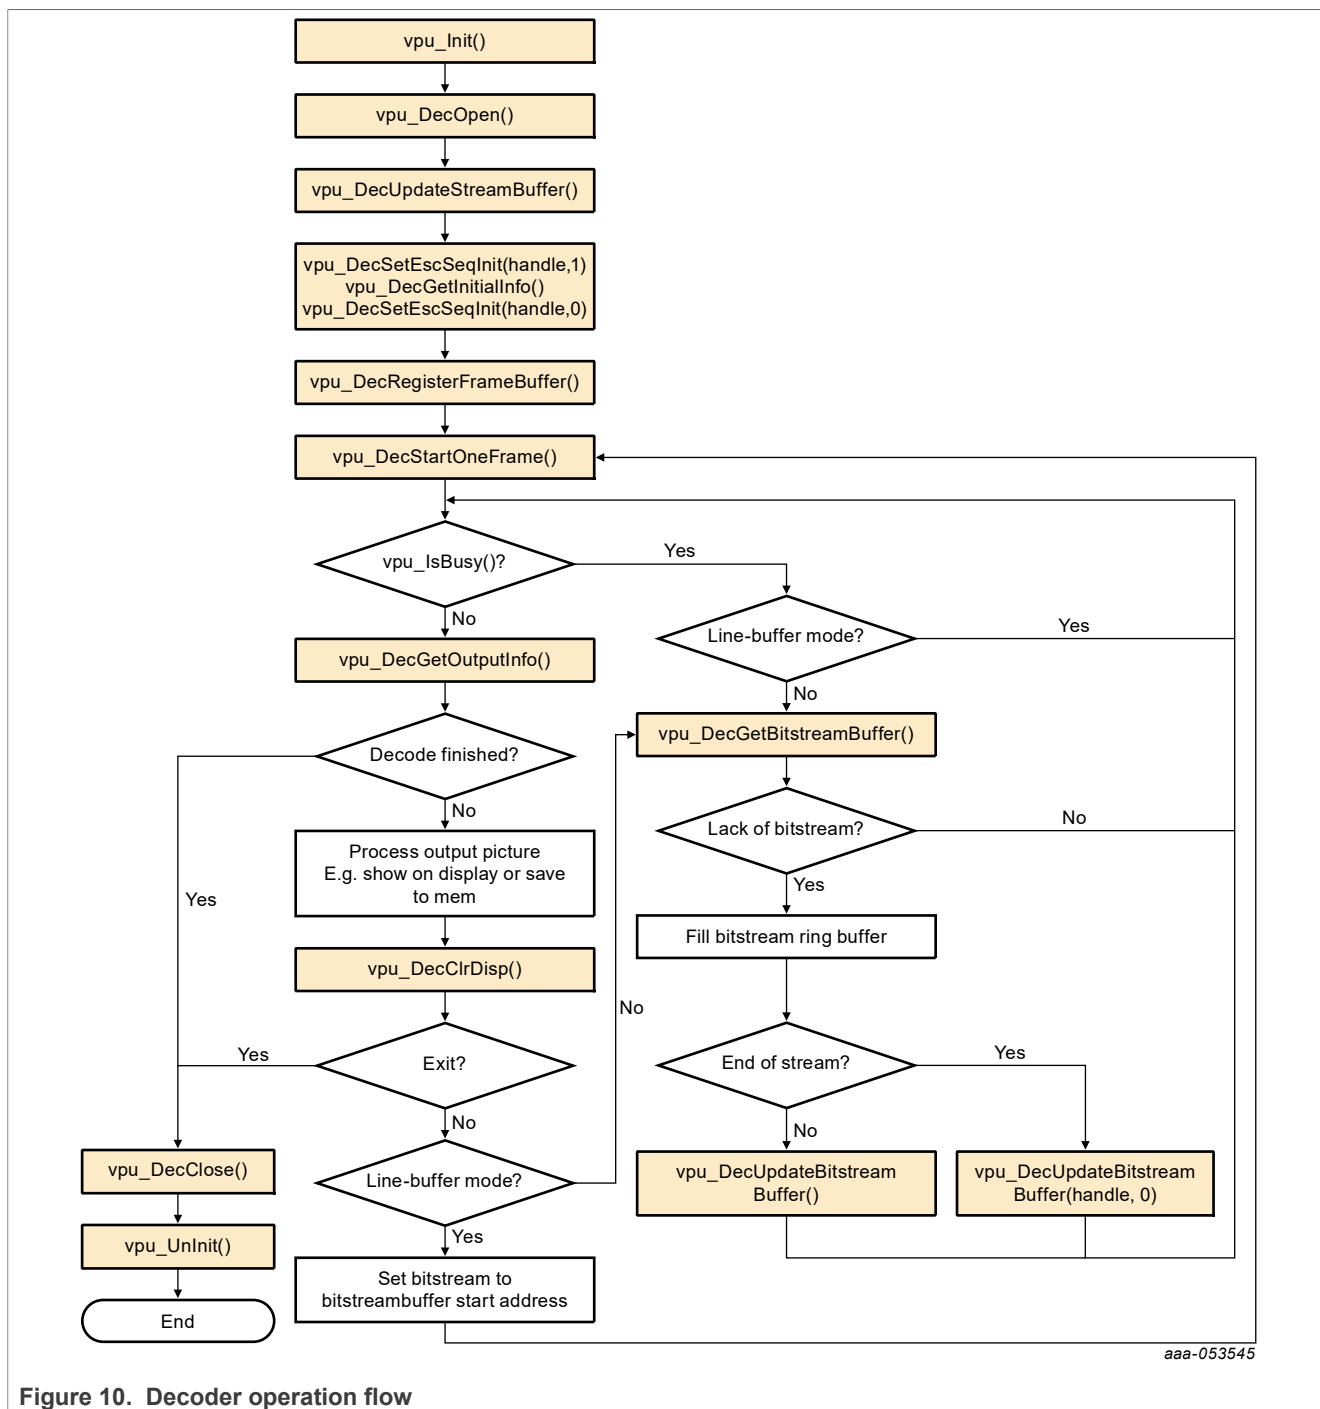 vpu_Init()
vpu_DecOpen()
vpu_DecUpdateStreamBuffer()
vpu_DecSetEscSeqInit(handle,1)
vpu_DecGetInitialInfo()
vpu_DecSetEscSeqInit(handle,0)
vpu_DecRegisterFrameBuffer()
vpu_DecStartOneFrame()
vpu_IsBusy()?
Yes
No
Line-buffer mode?
Yes
No
vpu_DecGetOutputInfo()
Decode finished?
Yes
No
Process output picture
E.g. show on display or save
to mem
vpu_DecClrDisp()
Exit?
Yes
No
Line-buffer mode?
No
Yes
Set bitstream to
bitstreambuffer start address
vpu_DecGetBitstreamBuffer()
Lack of bitstream?
No
Yes
Fill bitstream ring buffer
End of stream?
Yes
No
vpu_DecUpdateBitstream
Buffer()
vpu_DecUpdateBitstream
Buffer(handle, 0)
vpu_DecClose()
vpu_UnInit()
End
aaa-053545
Figure 10. Decoder operation flow